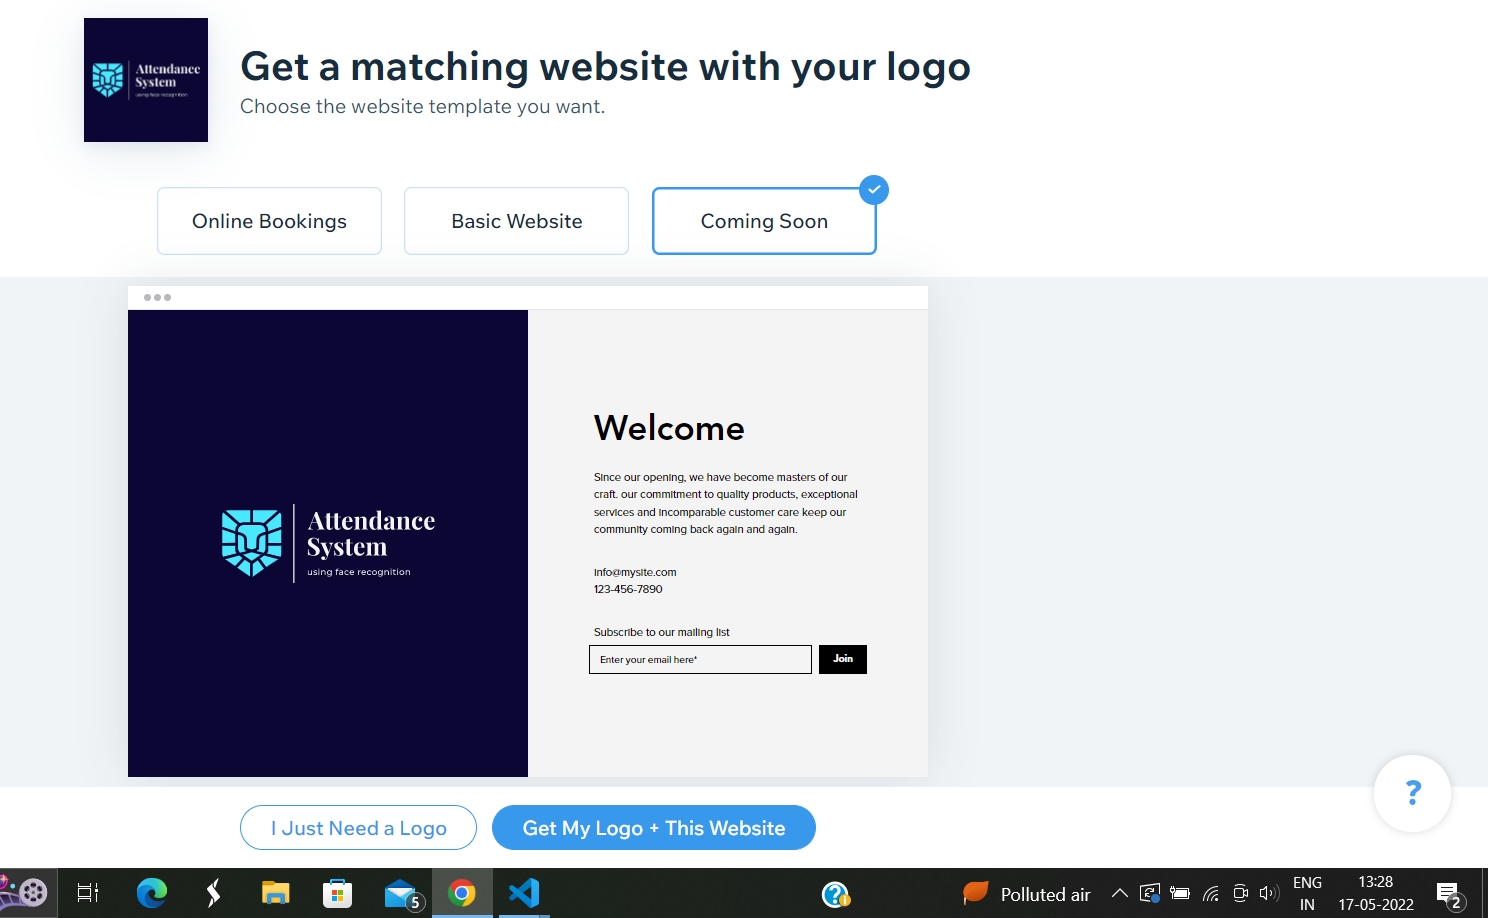 Attendance
System
using face recognition
Get a matching website with your logo
Choose the website template you want.
Online Bookings
Basic Website
Coming Soon
Attendance
System
using face recognition
Welcome
Since our opening, we have become masters of our
craft. our commitment to quality products, exceptional
services and incomparable customer care keep our
community coming back again and again.
info@mysite.com
123-456-7890
Subscribe to our mailing list
Enter your email here*
Join
?
I Just Need a Logo
Get My Logo + This Website
5
?
Polluted air
ENG
IN
13:28
17-05-2022
2